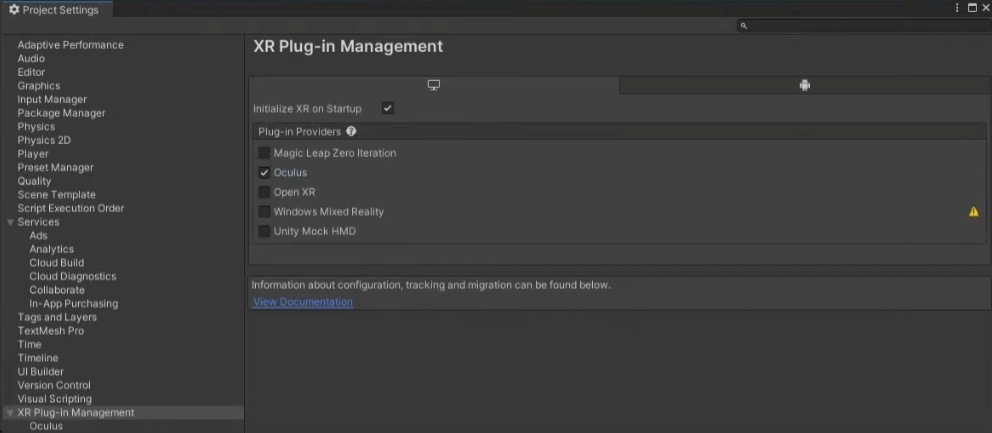 Project Settings
Adaptive Performance
Audio
Editor
Graphics
Input Manager
Package Manager
Physics
Physics 2D
Player
Preset Manager
Quality
Scene Template
Script Execution Order
Services
Ads
Analytics
Cloud Build
Cloud Diagnostics
Collaborate
In-App Purchasing
Tags and Layers
TextMesh Pro
Time
Timeline
UI Builder
Version Control
Visual Scripting
XR Plug-in Management
Oculus
XR Plug-in Management
Initialize XR on Startup
Plug-in Providers
Magic Leap Zero Iteration
Oculus
Open XR
Windows Mixed Reality
Unity Mock HMD
Information about configuration, tracking and migration can be found below.
View Documentation